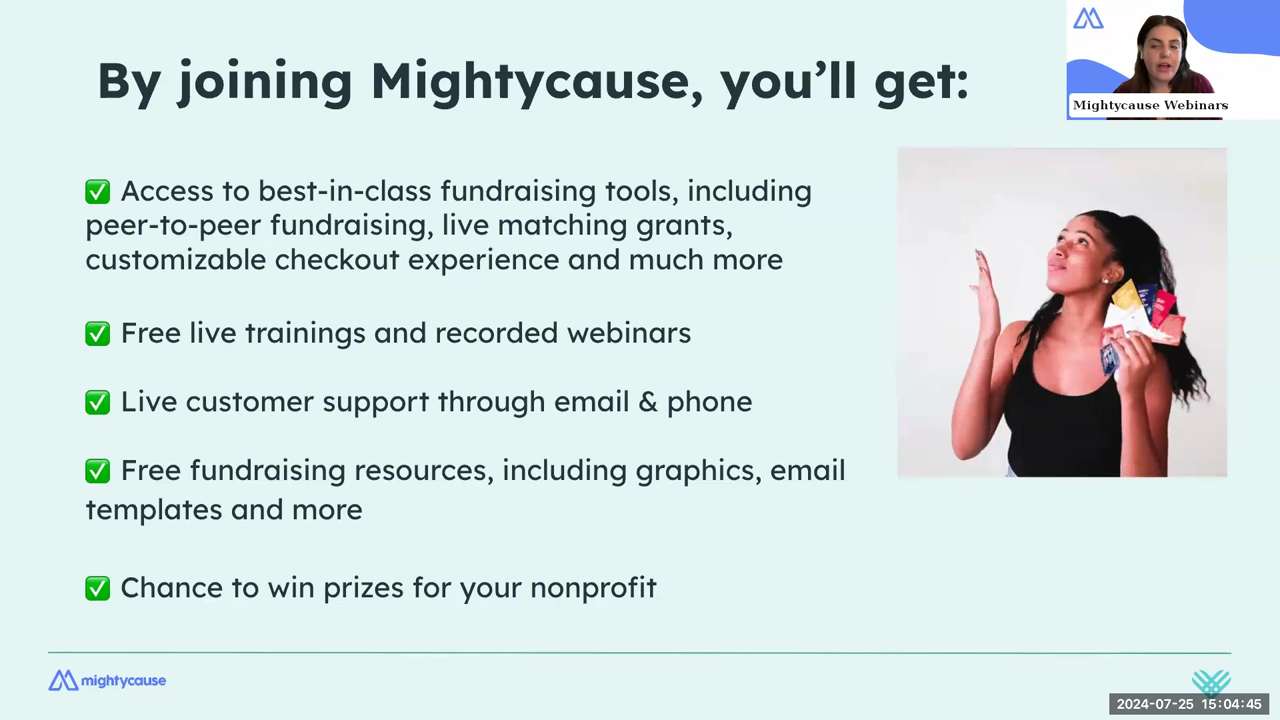 By joining Mightycause, you’ll get:
Mightycause Webinars
✅ Access to best-in-class fundraising tools, including
peer-to-peer fundraising, live matching grants,
customizable checkout experience and much more
✅ Free live trainings and recorded webinars
✅ Live customer support through email & phone
✅ Free fundraising resources, including graphics, email
templates and more
✅ Chance to win prizes for your nonprofit
mightycause
2024-07-25 15:04:45